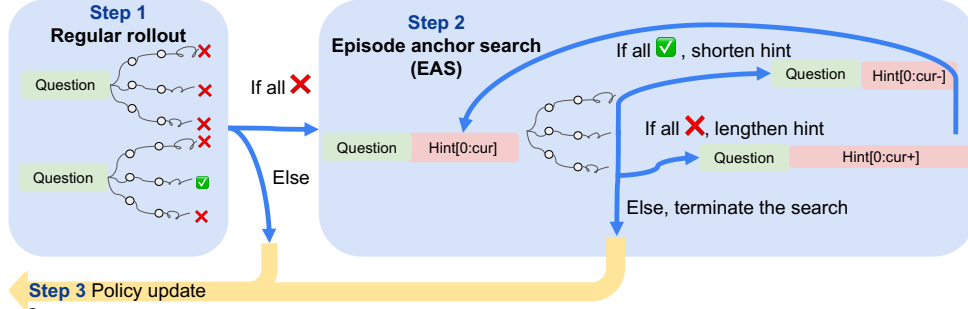 Step 1
Regular rollout
Question
Question
If all
Else
Step 2
Episode anchor search
(EAS)
Question
Hint[0:cur]
If all ✅ , shorten hint
Question
Hint[0:cur-]
If all ❌, lengthen hint
Question
Hint[0:cur+]
Else, terminate the search
Step 3 Policy update